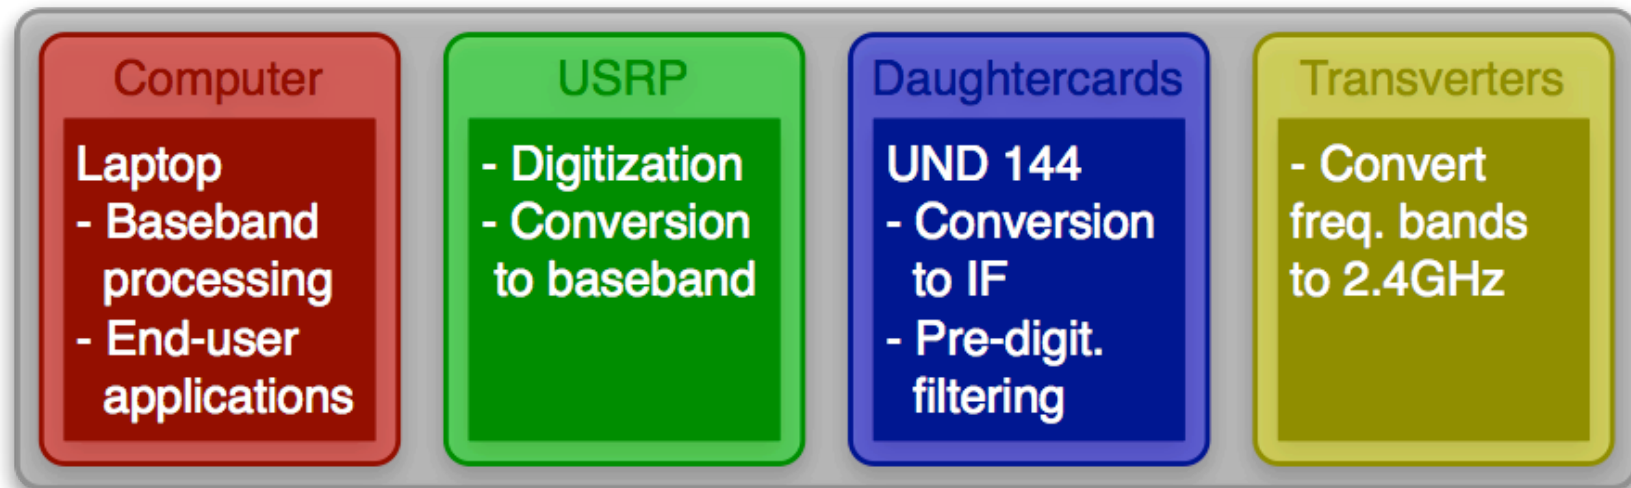 Computer
Laptop
- Baseband
processing
- End-user
applications
USRP
- Digitization
- Conversion
to baseband
Daughtercards
UND 144
- Conversion
to IF
- Pre-digit.
filtering
Transverters
- Convert
freq. bands
to 2.4GHz